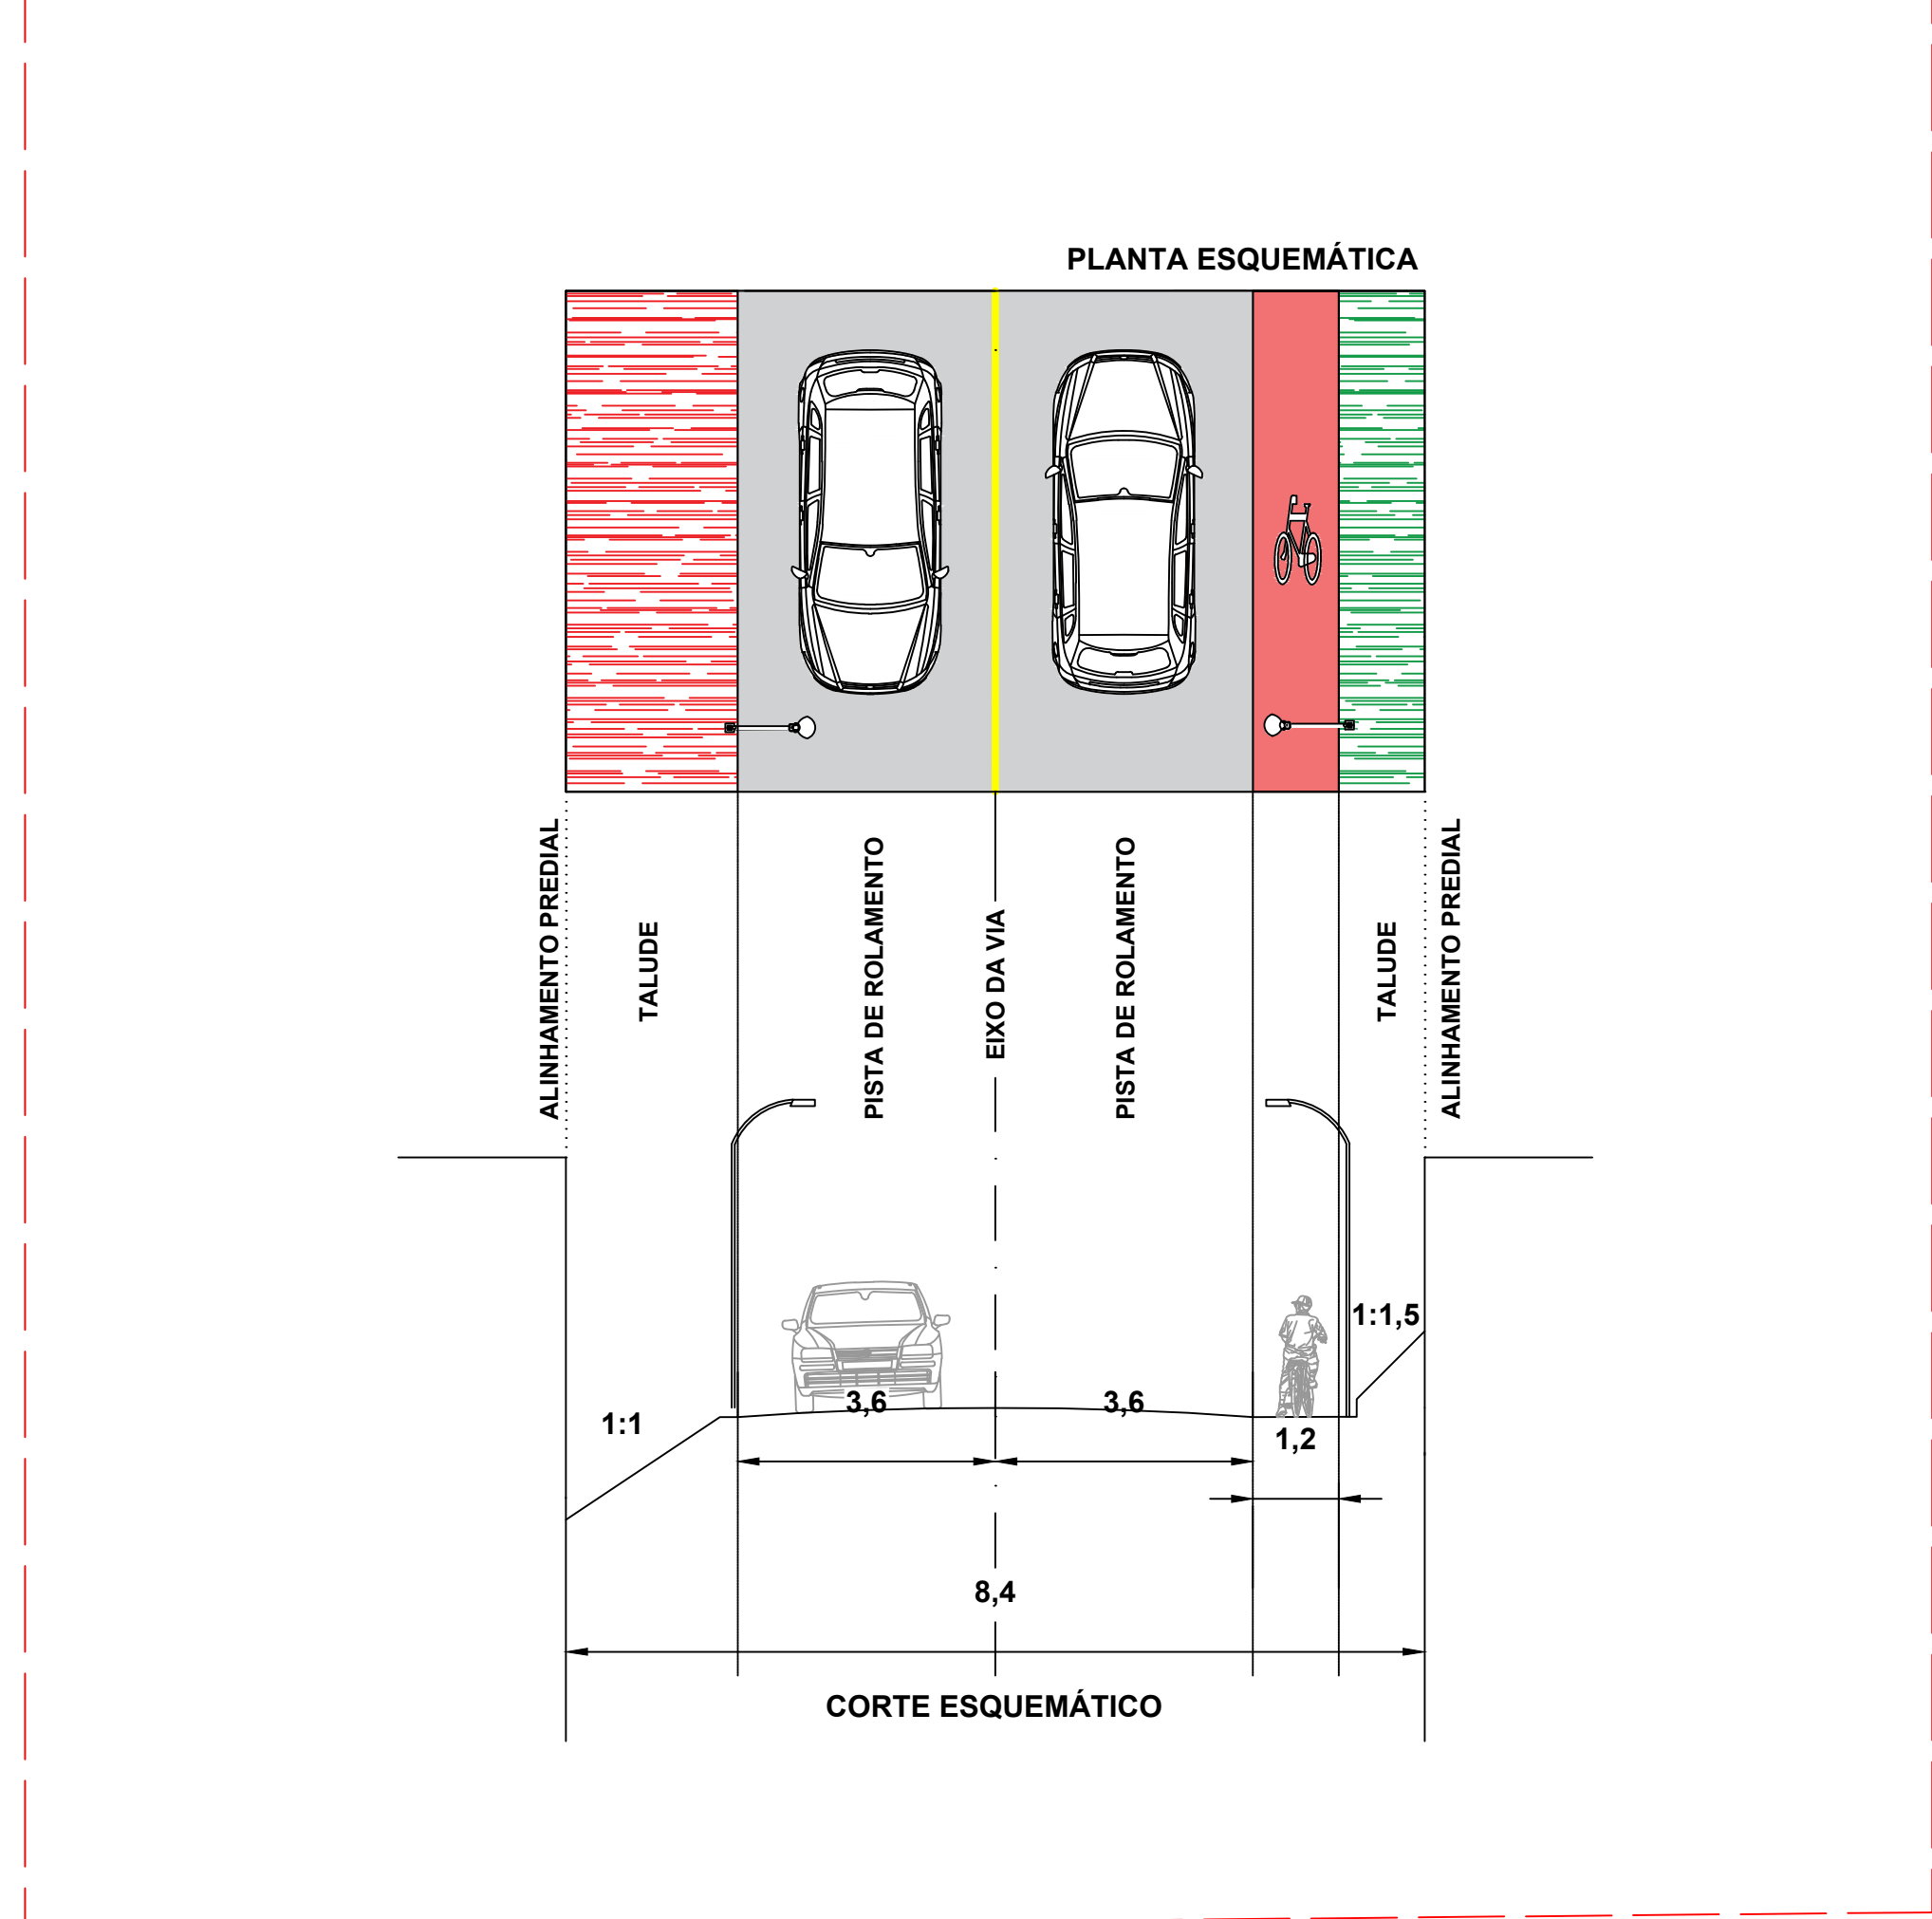 PLANTA ESQUEMÁTICA
ALINHAMENTO PREDIAL
TALUDE
PISTA DE ROLAMENTO
EIXO DA VIA
PISTA DE ROLAMENTO
TALUDE
ALINHAMENTO PREDIAL
1:1,5
1:1
3,6
3,6
1,2
8,4
CORTE ESQUEMÁTICO